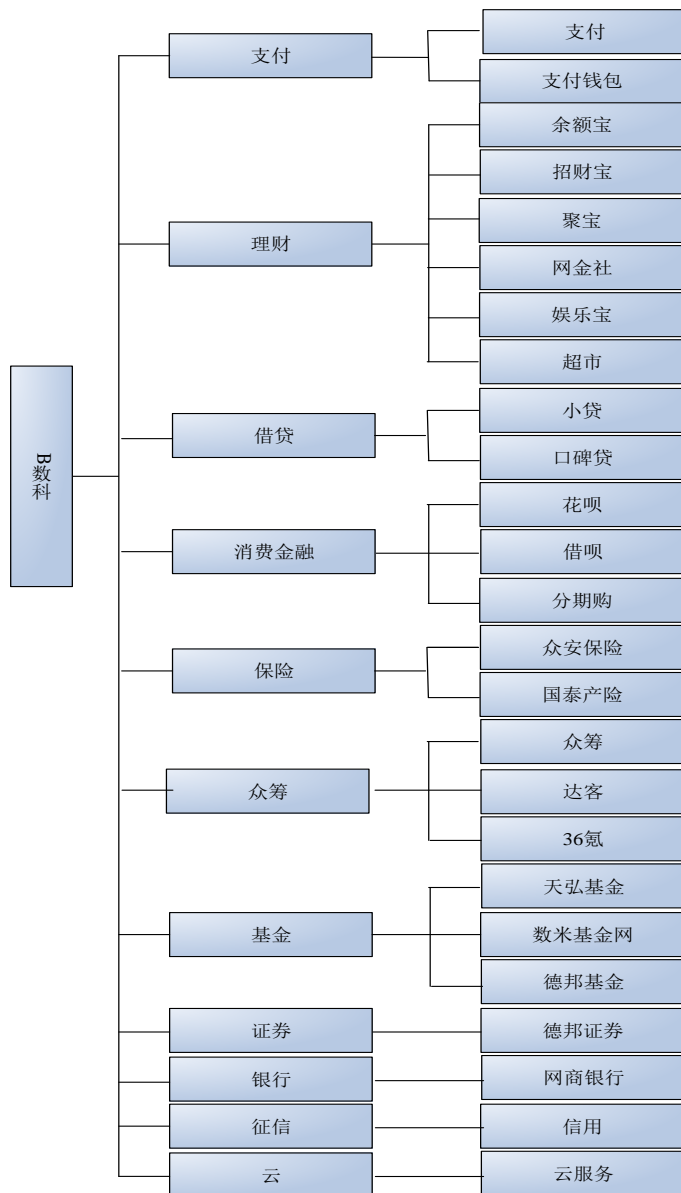 B数科
支付
支付
支付钱包
理财
余额宝
招财宝
聚宝
网金社
娱乐宝
超市
借贷
小贷
口碑贷
消费金融
花呗
借呗
分期购
保险
众安保险
国泰产险
众筹
众筹
达客
36氪
基金
天弘基金
数米基金网
德邦基金
证券
德邦证券
银行
网商银行
征信
信用
云
云服务